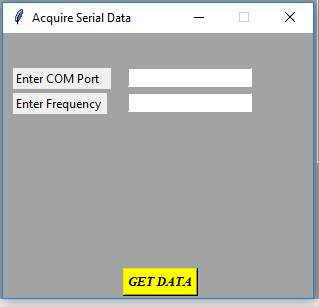 Acquire Serial Data
Enter COM Port
Enter Frequency
GET DATA